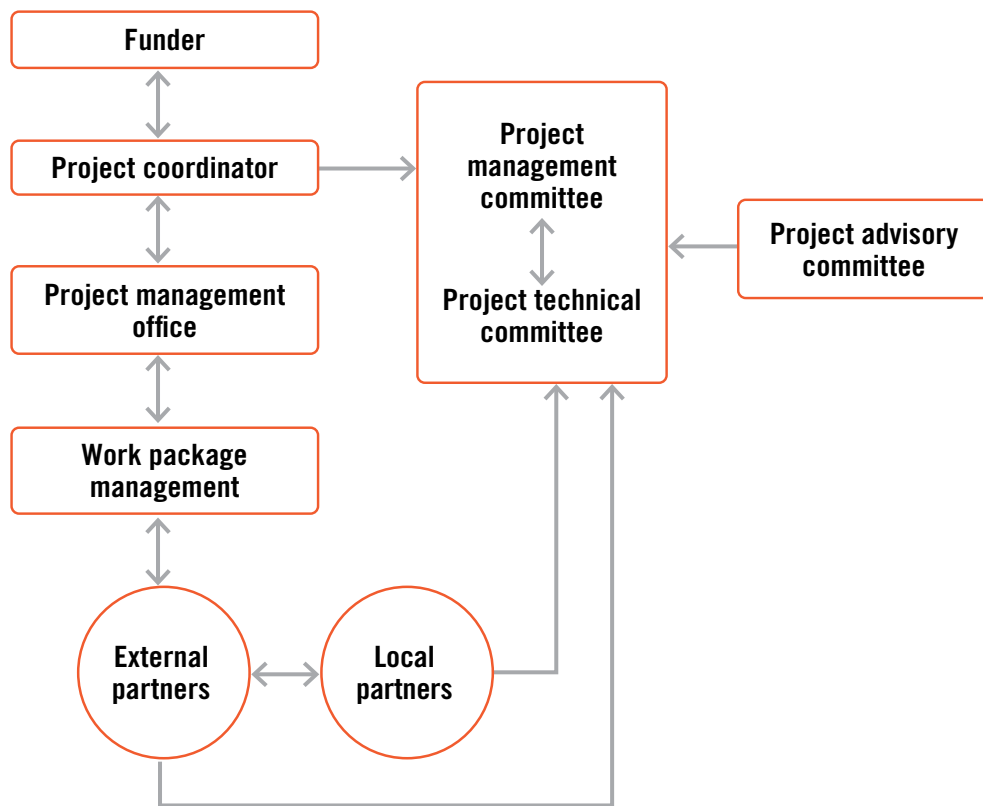 Funder
Project coordinator
Project management
office
Work package
management
External
partners
Local
partners
Project
management
committee
Project technical
committee
Project advisory
committee